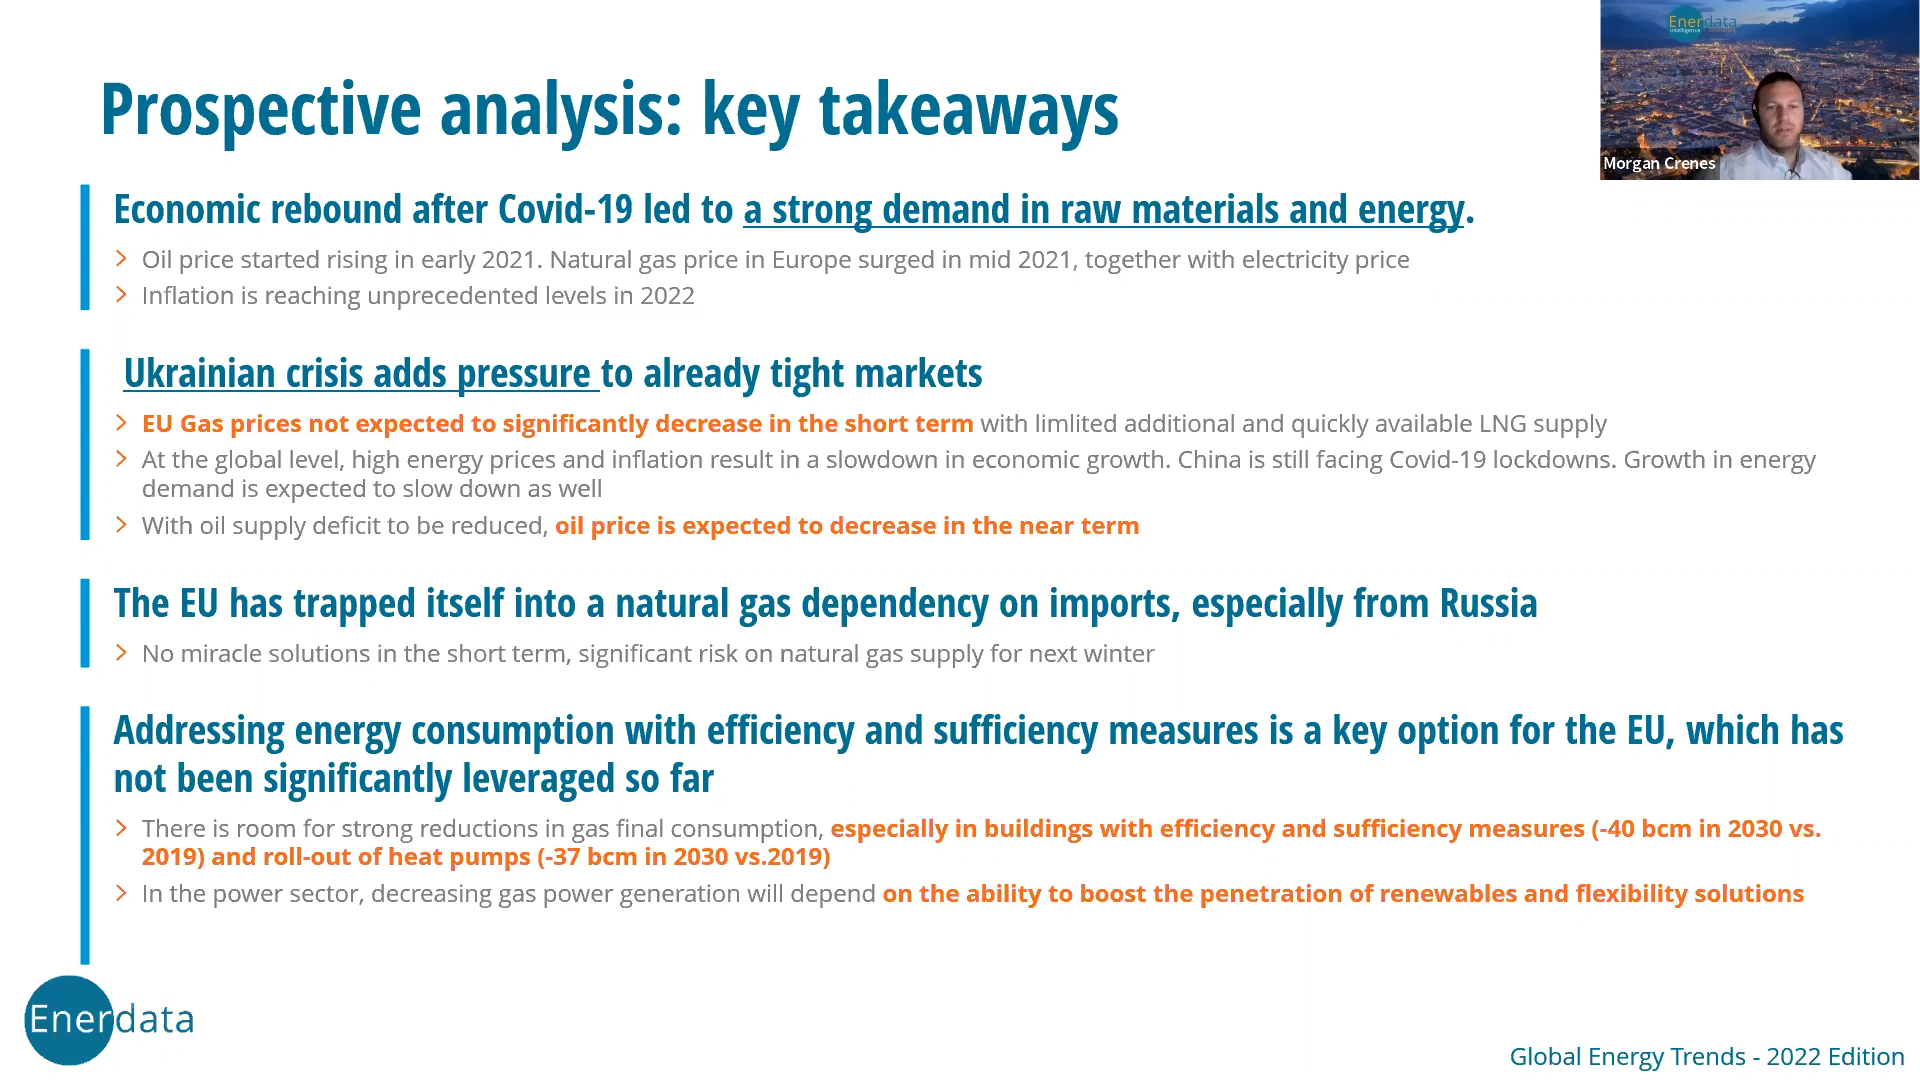 Prospective analysis: key takeaways
Enerdata
Morgan Crenes
Economic rebound after Covid-19 led to a strong demand in raw materials and energy.
Oil price started rising in early 2021. Natural gas price in Europe surged in mid 2021, together with electricity price
Inflation is reaching unprecedented levels in 2022
Ukrainian crisis adds pressure to already tight markets
EU Gas prices not expected to significantly decrease in the short term with limlited additional and quickly available LNG supply
At the global level, high energy prices and inflation result in a slowdown in economic growth. China is still facing Covid-19 lockdowns. Growth in energy
demand is expected to slow down as well
With oil supply deficit to be reduced, oil price is expected to decrease in the near term
The EU has trapped itself into a natural gas dependency on imports, especially from Russia
No miracle solutions in the short term, significant risk on natural gas supply for next winter
Addressing energy consumption with efficiency and sufficiency measures is a key option for the EU, which has
not been significantly leveraged so far
There is room for strong reductions in gas final consumption, especially in buildings with efficiency and sufficiency measures (-40 bcm in 2030 vs.
2019) and roll-out of heat pumps (-37 bcm in 2030 vs.2019)
In the power sector, decreasing gas power generation will depend on the ability to boost the penetration of renewables and flexibility solutions
Enerdata
Global Energy Trends - 2022 Edition